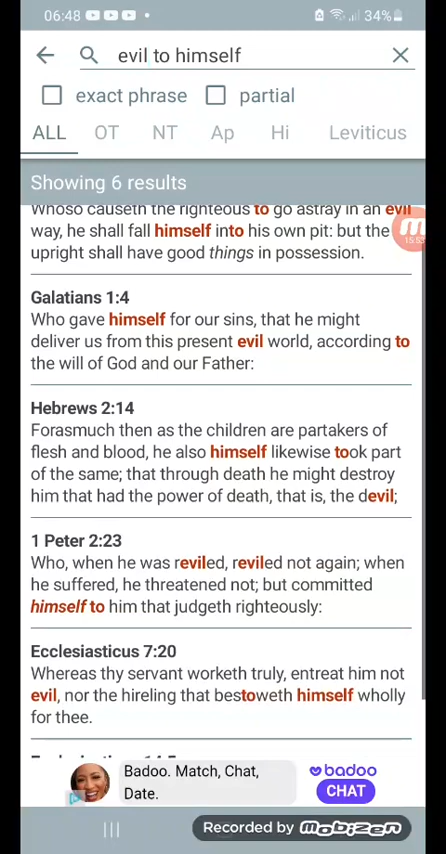 06:48
34%
evil to himself
exact phrase
partial
ALL OT NT Ap Hi Leviticus
Showing 6 results
Whoso causeth the righteous to go astray in an evil
way, he shall fall himself into his own pit: but the
upright shall have good things in possession.
15:53
Galatians 1:4
Who gave himself for our sins, that he might
deliver us from this present evil world, according to
the will of God and our Father:
Hebrews 2:14
Forasmuch then as the children are partakers of
flesh and blood, he also himself likewise took part
of the same; that through death he might destroy
him that had the power of death, that is, the devil;
1 Peter 2:23
Who, when he was reviled, reviled not again; when
he suffered, he threatened not; but committed
himself to him that judgeth righteously:
Ecclesiasticus 7:20
Whereas thy servant worketh truly, entreat him not
evil, nor the hireling that bestoweth himself wholly
for thee.
Badoo. Match, Chat,
Date.
badoo
CHAT
Recorded by Mobizen